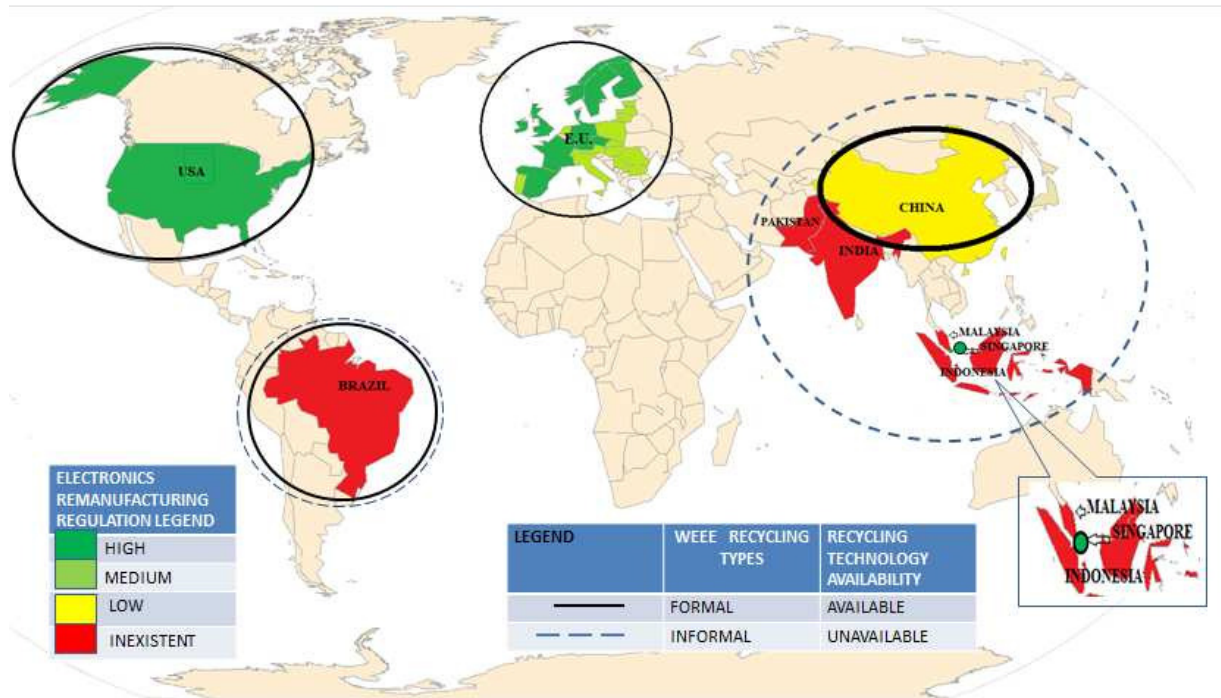 USA
E.U.
CHINA
PAKISTAN
INDIA
MALAYSIA
SINGAPORE
INDONESIA
BRAZIL
ELECTRONICS
REMANUFACTURING
REGULATION LEGEND
HIGH
MEDIUM
LOW
INEXISTENT
LEGEND
WEEE RECYCLING
TYPES
RECYCLING
TECHNOLOGY
AVAILABILITY
FORMAL
AVAILABLE
INFORMAL
UNAVAILABLE
MALAYSIA
SINGAPORE
INDONESIA